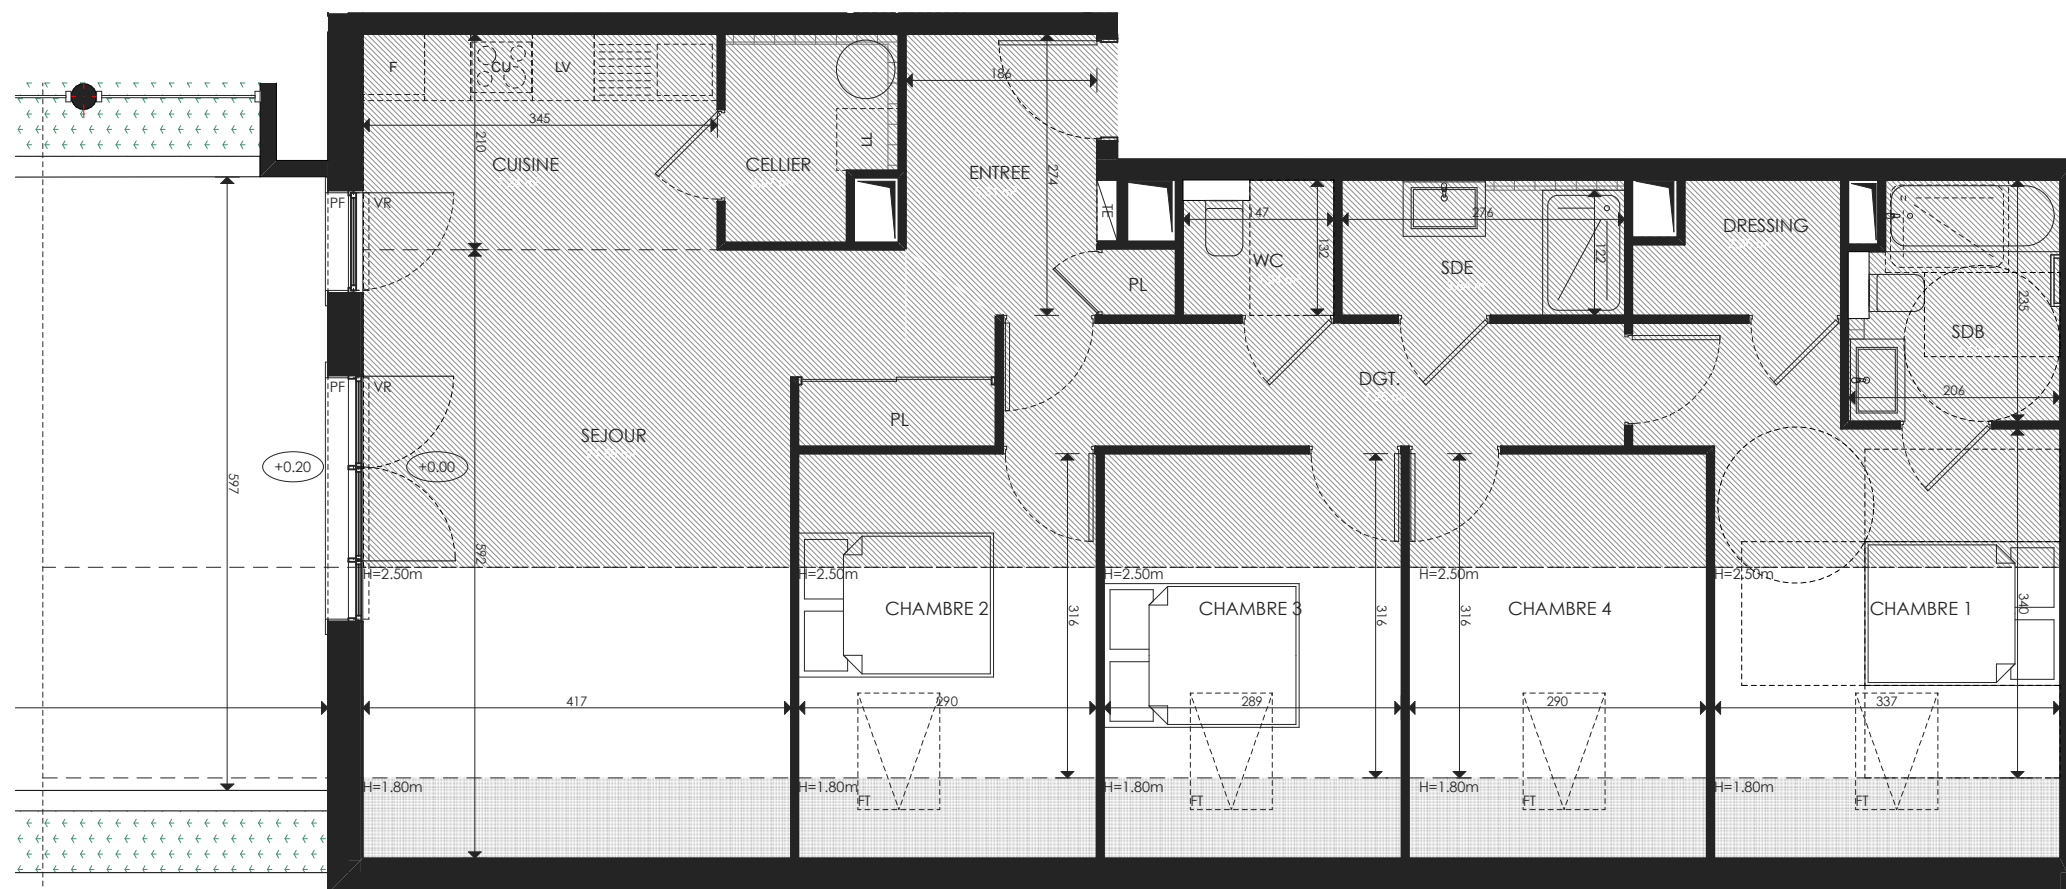 F
CU
LV
345
210
CUISINE
CELLIER
LL
186
ENTREE
274
TE
PL
147
132
WC
276
122
SDE
DRESSING
235
SDB
206
PF
VR
PF
VR
DGT.
PL
SEJOUR
+0.20
+0.00
597
592
H=2.50m
H=2.50m
H=2.50m
H=2.50m
H=2.50m
CHAMBRE 2
CHAMBRE 3
CHAMBRE 4
CHAMBRE 1
316
316
316
340
417
290
289
290
337
H=1.80m
H=1.80m
H=1.80m
H=1.80m
H=1.80m
FT
FT
FT
FT